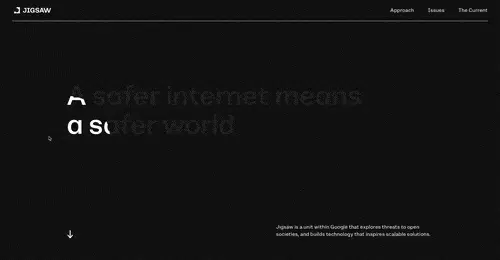 JIGSAW
Approach
Issues
The Current
A safer internet means
a safer world
Jigsaw is a unit within Google that explores threats to open
societies, and builds technology that inspires scalable solutions.